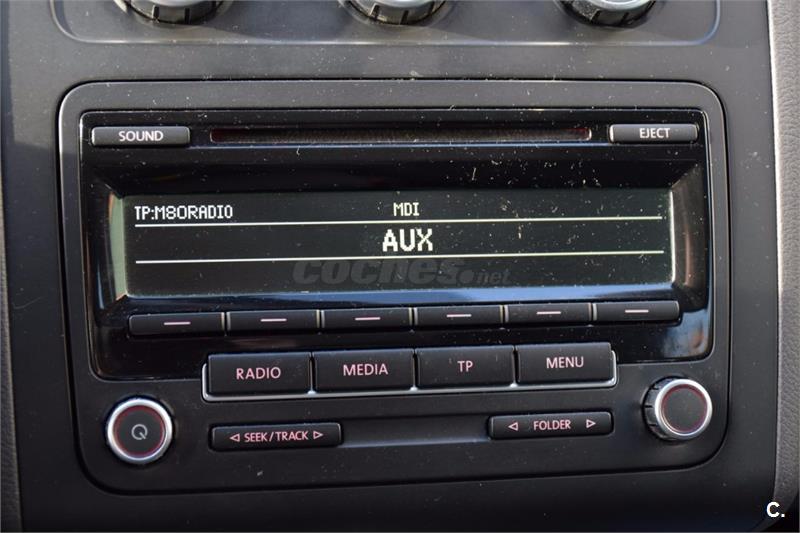 SOUND
EJECT
TP:M80RADIO MDI
AUX
coches.net
RADIO MEDIA TP MENU
SEEK/TRACK
FOLDER
C.